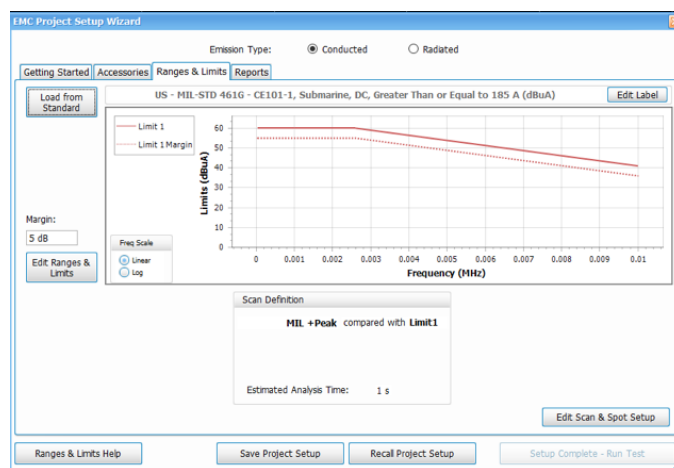 EMC Project Setup Wizard
Emission Type: Conducted Radiated
Getting Started Accessories Ranges & Limits Reports
Load from
Standard
US - MIL-STD 461G - CE101-1, Submarine, DC, Greater Than or Equal to 185 A (dBuA)
Edit Label
Limit 1
Limit 1 Margin
Limits (dBuA)
60
50
40
30
20
10
0
0 0.001 0.002 0.003 0.004 0.005 0.006 0.007 0.008 0.009 0.01
Frequency (MHz)
Freq Scale
Linear
Log
Margin:
5 dB
Edit Ranges &
Limits
Scan Definition
MIL +Peak compared with Limit1
Estimated Analysis Time: 1 s
Edit Scan & Spot Setup
Ranges & Limits Help Save Project Setup Recall Project Setup Setup Complete - Run Test